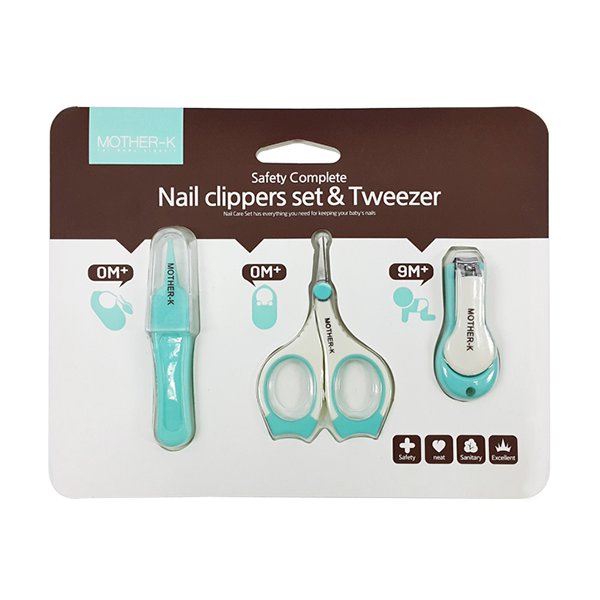 MOTHER-K
Safety Complete
Nail clippers set & Tweezer
Nail Care Set has everything you need for keeping your baby's nails
0M+
0M+
9M+
MOTHER-K
MOTHER-K
MOTHER-K
Safety
neat
Sanitary
Excellent